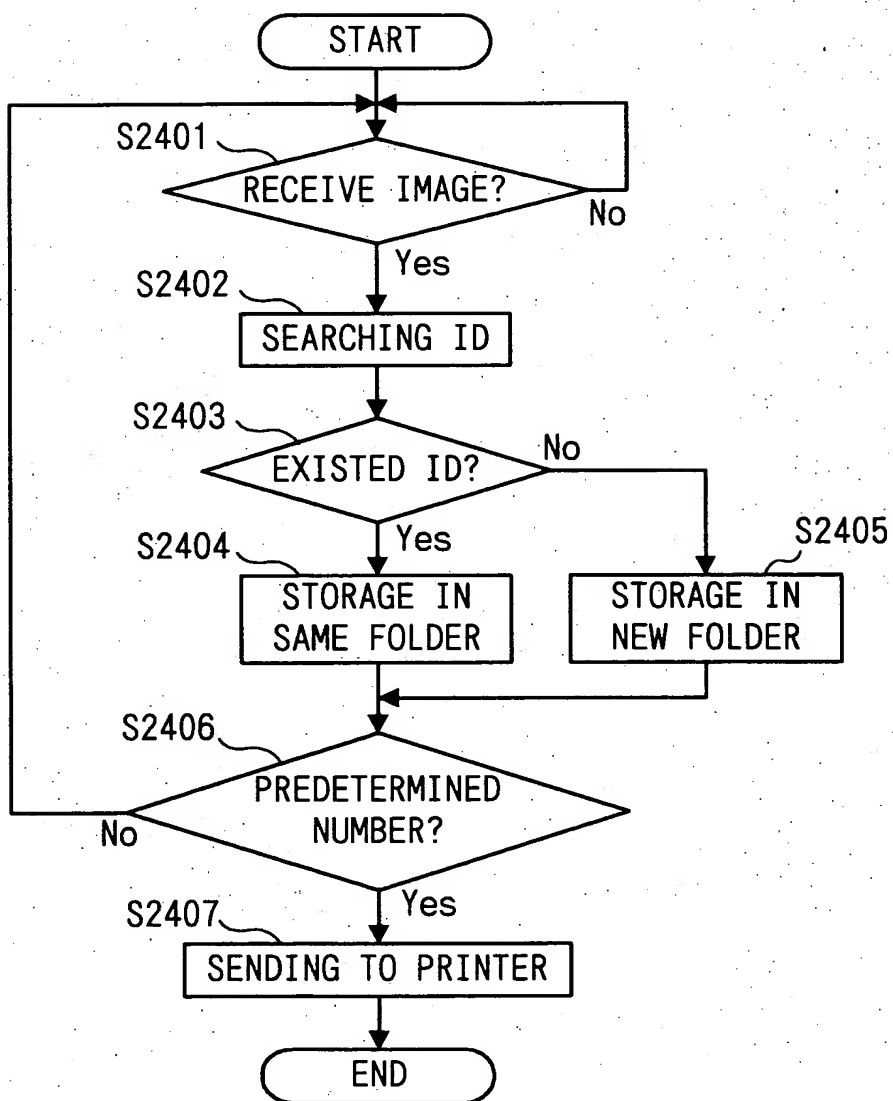 START
S2401
RECEIVE IMAGE?
No
Yes
S2402
SEARCHING ID
S2403
EXISTED ID?
No
Yes
S2404
STORAGE IN
SAME FOLDER
S2405
STORAGE IN
NEW FOLDER
S2406
PREDETERMINED
NUMBER?
No
Yes
S2407
SENDING TO PRINTER
END